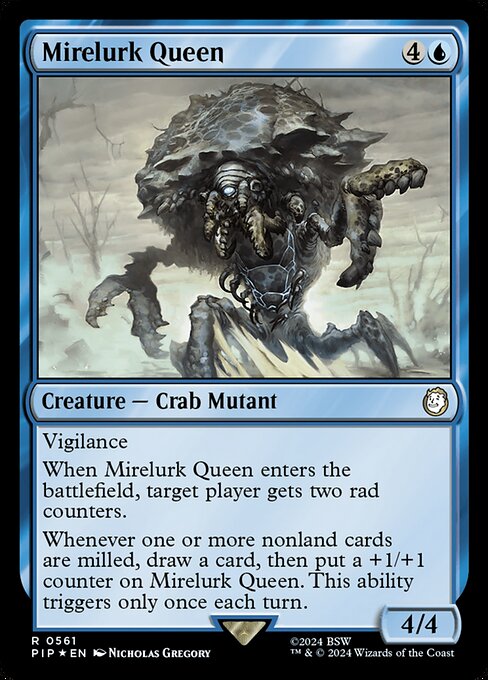 Mirelurk Queen
4
Creature — Crab Mutant
Vigilance
When Mirelurk Queen enters the
battlefield, target player gets two rad
counters.
Whenever one or more nonland cards
are milled, draw a card, then put a +1/+1
counter on Mirelurk Queen. This ability
triggers only once each turn.
4/4
R 0561
PIP ★ EN Nicholas Gregory
©2024 BSW
™ & © 2024 Wizards of the Coast